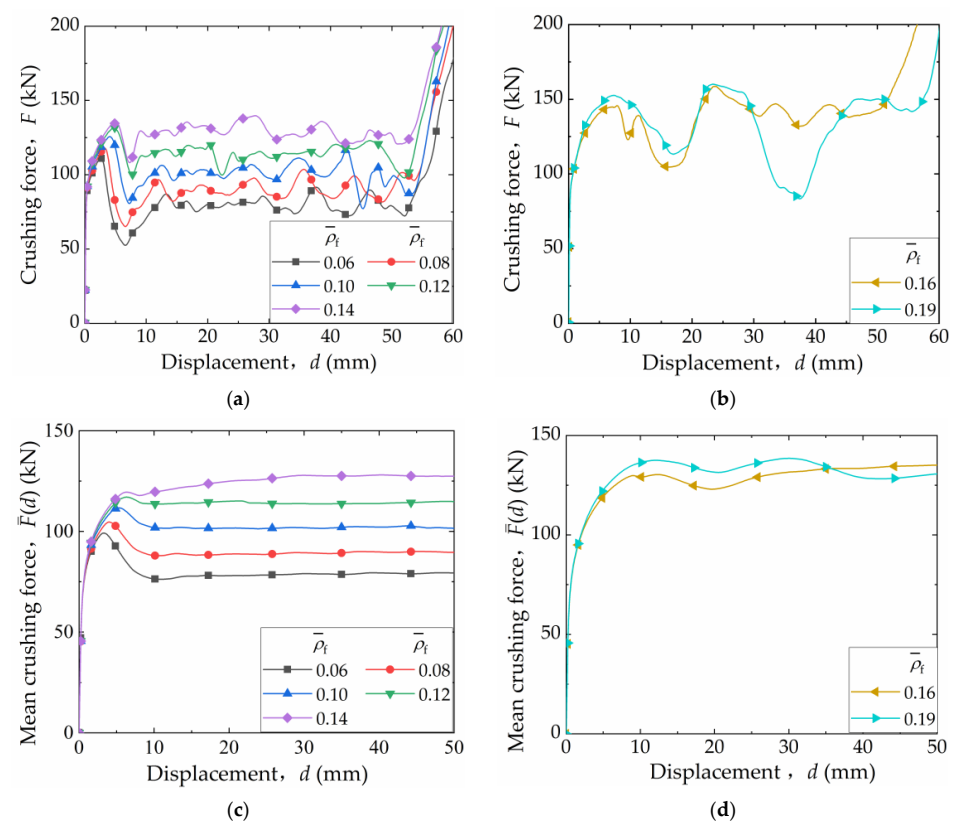 200
150
100
50
0
Crushing force, F (kN)
ρ̅f ρ̅f
0.06 0.08
0.10 0.12
0.14
0 10 20 30 40 50 60
Displacement, d (mm)
(a)
200
150
100
50
0
Crushing force, F (kN)
ρ̅f
0.16
0.19
0 10 20 30 40 50 60
Displacement, d (mm)
(b)
150
100
50
0
Mean crushing force, F̅(d) (kN)
ρ̅f ρ̅f
0.06 0.08
0.10 0.12
0.14
0 10 20 30 40 50
Displacement, d (mm)
(c)
150
100
50
0
Mean crushing force, F̅(d) (kN)
ρ̅f
0.16
0.19
0 10 20 30 40 50
Displacement , d (mm)
(d)